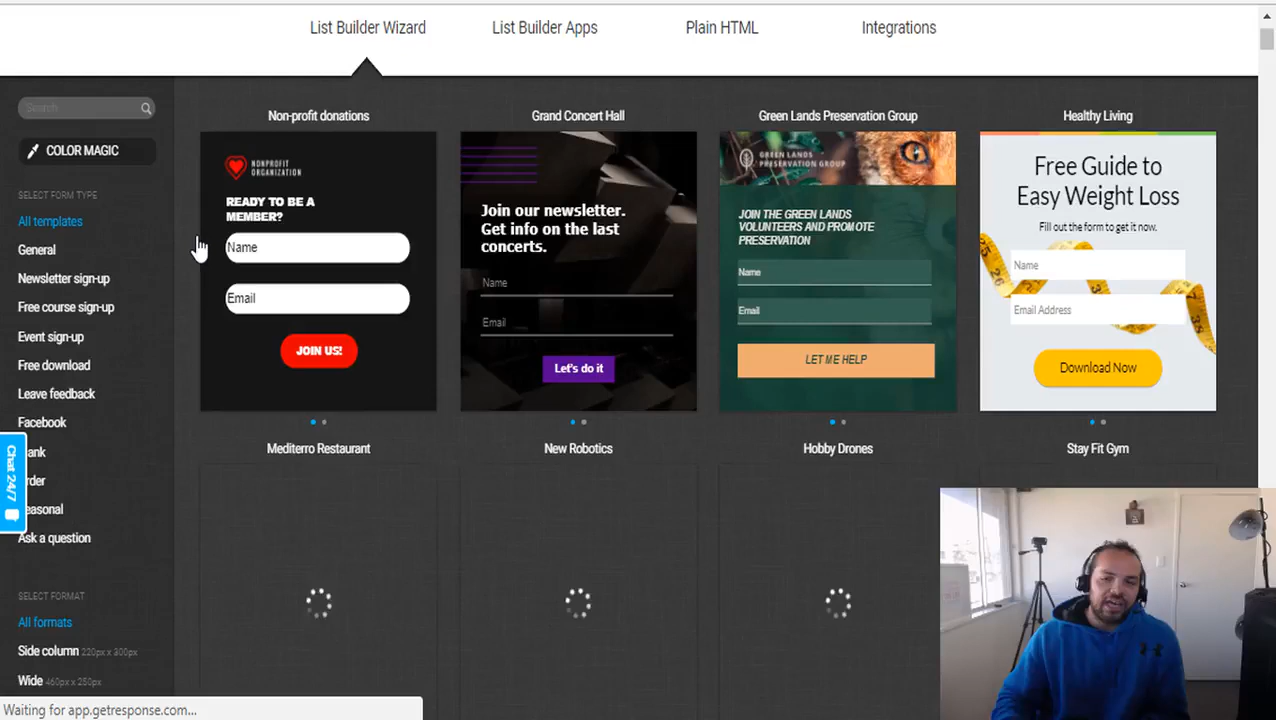 List Builder Wizard
List Builder Apps
Plain HTML
Integrations
Search
COLOR MAGIC
SELECT FORM TYPE
All templates
General
Newsletter sign-up
Free course sign-up
Event sign-up
Free download
Leave feedback
Facebook
ank
rder
easonal
Ask a question
SELECT FORMAT
All formats
Side column 220px x 300px
Wide 460px x 250px
Chat 24/7
Non-profit donations
NONPROFIT
ORGANIZATION
READY TO BE A
MEMBER?
Name
Email
JOIN US!
Grand Concert Hall
Join our newsletter.
Get info on the last
concerts.
Name
Email
Let's do it
Green Lands Preservation Group
GREEN LANDS
PRESERVATION GROUP
JOIN THE GREEN LANDS
VOLUNTEERS AND PROMOTE
PRESERVATION
Name
Email
LET ME HELP
Healthy Living
Free Guide to
Easy Weight Loss
Fill out the form to get it now.
Name
Email Address
Download Now
Mediterro Restaurant
New Robotics
Hobby Drones
Stay Fit Gym
Waiting for app.getresponse.com...